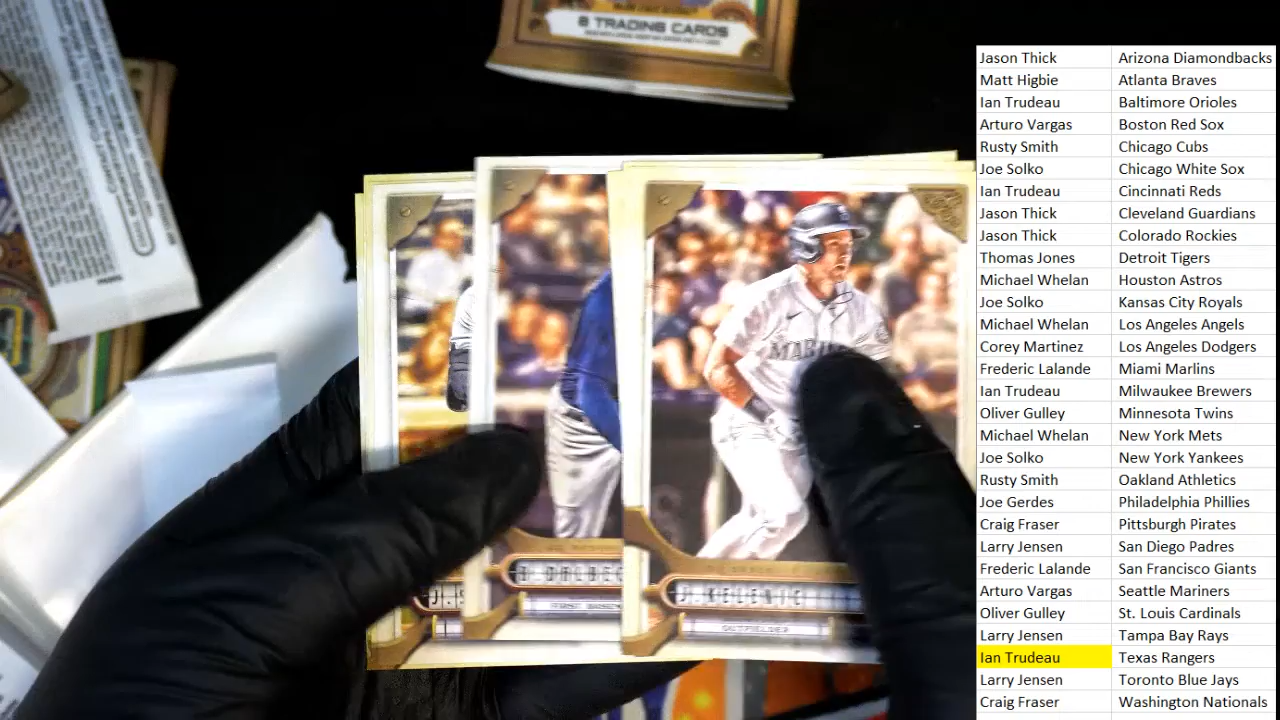 8 TRADING CARDS
J. KELENIC
OUTFIELDER
Jason Thick Arizona Diamondbacks
Matt Higbie Atlanta Braves
Ian Trudeau Baltimore Orioles
Arturo Vargas Boston Red Sox
Rusty Smith Chicago Cubs
Joe Solko Chicago White Sox
Ian Trudeau Cincinnati Reds
Jason Thick Cleveland Guardians
Jason Thick Colorado Rockies
Thomas Jones Detroit Tigers
Michael Whelan Houston Astros
Joe Solko Kansas City Royals
Michael Whelan Los Angeles Angels
Corey Martinez Los Angeles Dodgers
Frederic Lalande Miami Marlins
Ian Trudeau Milwaukee Brewers
Oliver Gulley Minnesota Twins
Michael Whelan New York Mets
Joe Solko New York Yankees
Rusty Smith Oakland Athletics
Joe Gerdes Philadelphia Phillies
Craig Fraser Pittsburgh Pirates
Larry Jensen San Diego Padres
Frederic Lalande San Francisco Giants
Arturo Vargas Seattle Mariners
Oliver Gulley St. Louis Cardinals
Larry Jensen Tampa Bay Rays
Ian Trudeau Texas Rangers
Larry Jensen Toronto Blue Jays
Craig Fraser Washington Nationals